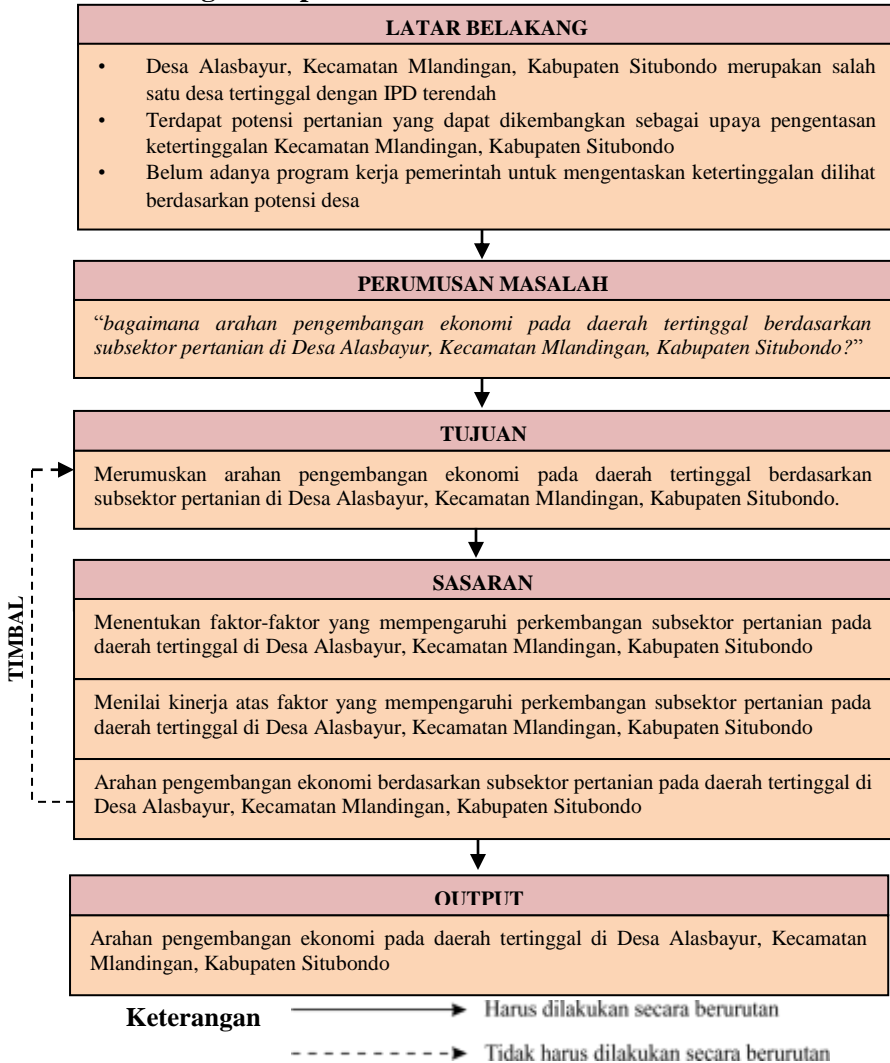 LATAR BELAKANG
• Desa Alasbayur, Kecamatan Mlandingan, Kabupaten Situbondo merupakan salah
satu desa tertinggal dengan IPD terendah
• Terdapat potensi pertanian yang dapat dikembangkan sebagai upaya pengentasan
ketertinggalan Kecamatan Mlandingan, Kabupaten Situbondo
• Belum adanya program kerja pemerintah untuk mengentaskan ketertinggalan dilihat
berdasarkan potensi desa
PERUMUSAN MASALAH
“bagaimana arahan pengembangan ekonomi pada daerah tertinggal berdasarkan
subsektor pertanian di Desa Alasbayur, Kecamatan Mlandingan, Kabupaten Situbondo?”
TUJUAN
Merumuskan arahan pengembangan ekonomi pada daerah tertinggal berdasarkan
subsektor pertanian di Desa Alasbayur, Kecamatan Mlandingan, Kabupaten Situbondo.
TIMBAL
SASARAN
Menentukan faktor-faktor yang mempengaruhi perkembangan subsektor pertanian pada
daerah tertinggal di Desa Alasbayur, Kecamatan Mlandingan, Kabupaten Situbondo
Menilai kinerja atas faktor yang mempengaruhi perkembangan subsektor pertanian pada
daerah tertinggal di Desa Alasbayur, Kecamatan Mlandingan, Kabupaten Situbondo
Arahan pengembangan ekonomi berdasarkan subsektor pertanian pada daerah tertinggal di
Desa Alasbayur, Kecamatan Mlandingan, Kabupaten Situbondo
OUTPUT
Arahan pengembangan ekonomi pada daerah tertinggal di Desa Alasbayur, Kecamatan
Mlandingan, Kabupaten Situbondo
Keterangan
Harus dilakukan secara berurutan
Tidak harus dilakukan secara berurutan